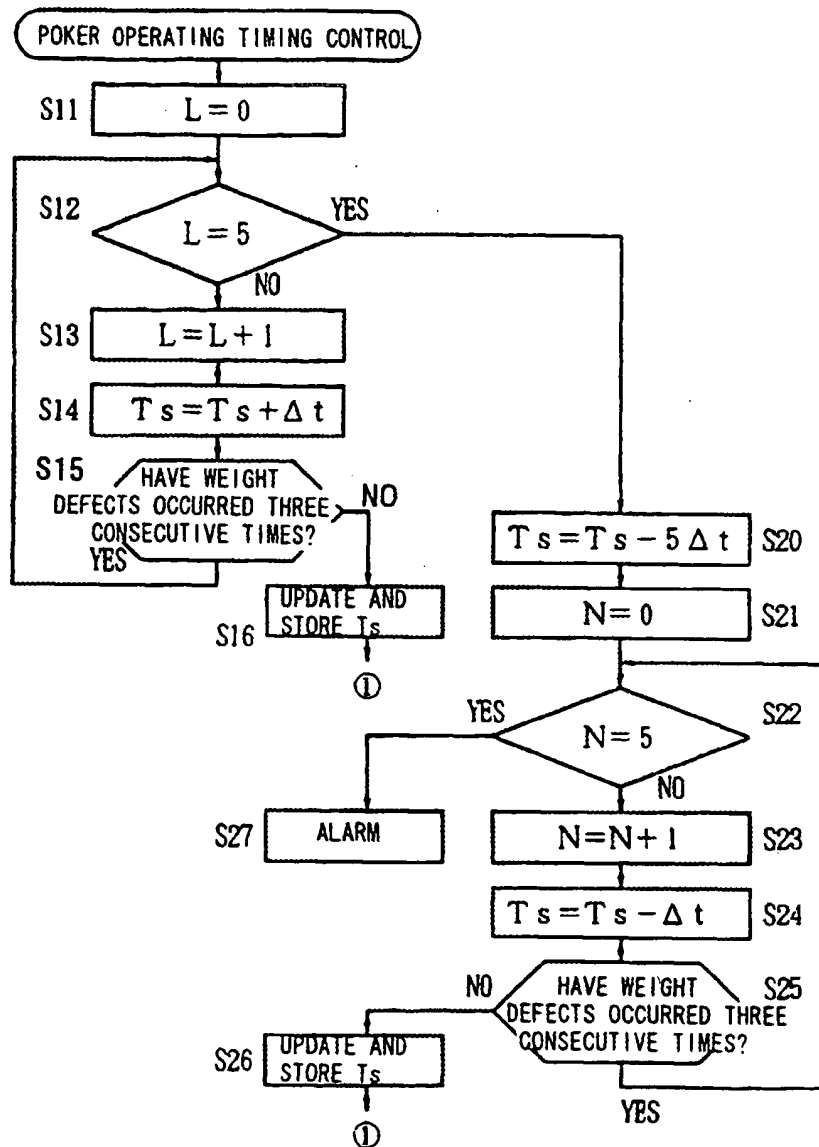 POKER OPERATING TIMING CONTROL
S11
L=0
S12
L=5
YES
NO
S13
L=L+1
S14
Ts=Ts+Δt
S15
HAVE WEIGHT
DEFECTS OCCURRED THREE
CONSECUTIVE TIMES?
NO
YES
S16
UPDATE AND
STORE Ts
①
Ts=Ts-5Δt
S20
N=0
S21
YES
N=5
S22
NO
S27
ALARM
N=N+1
S23
Ts=Ts-Δt
S24
NO
HAVE WEIGHT
DEFECTS OCCURRED THREE
CONSECUTIVE TIMES?
S25
YES
S26
UPDATE AND
STORE Ts
①